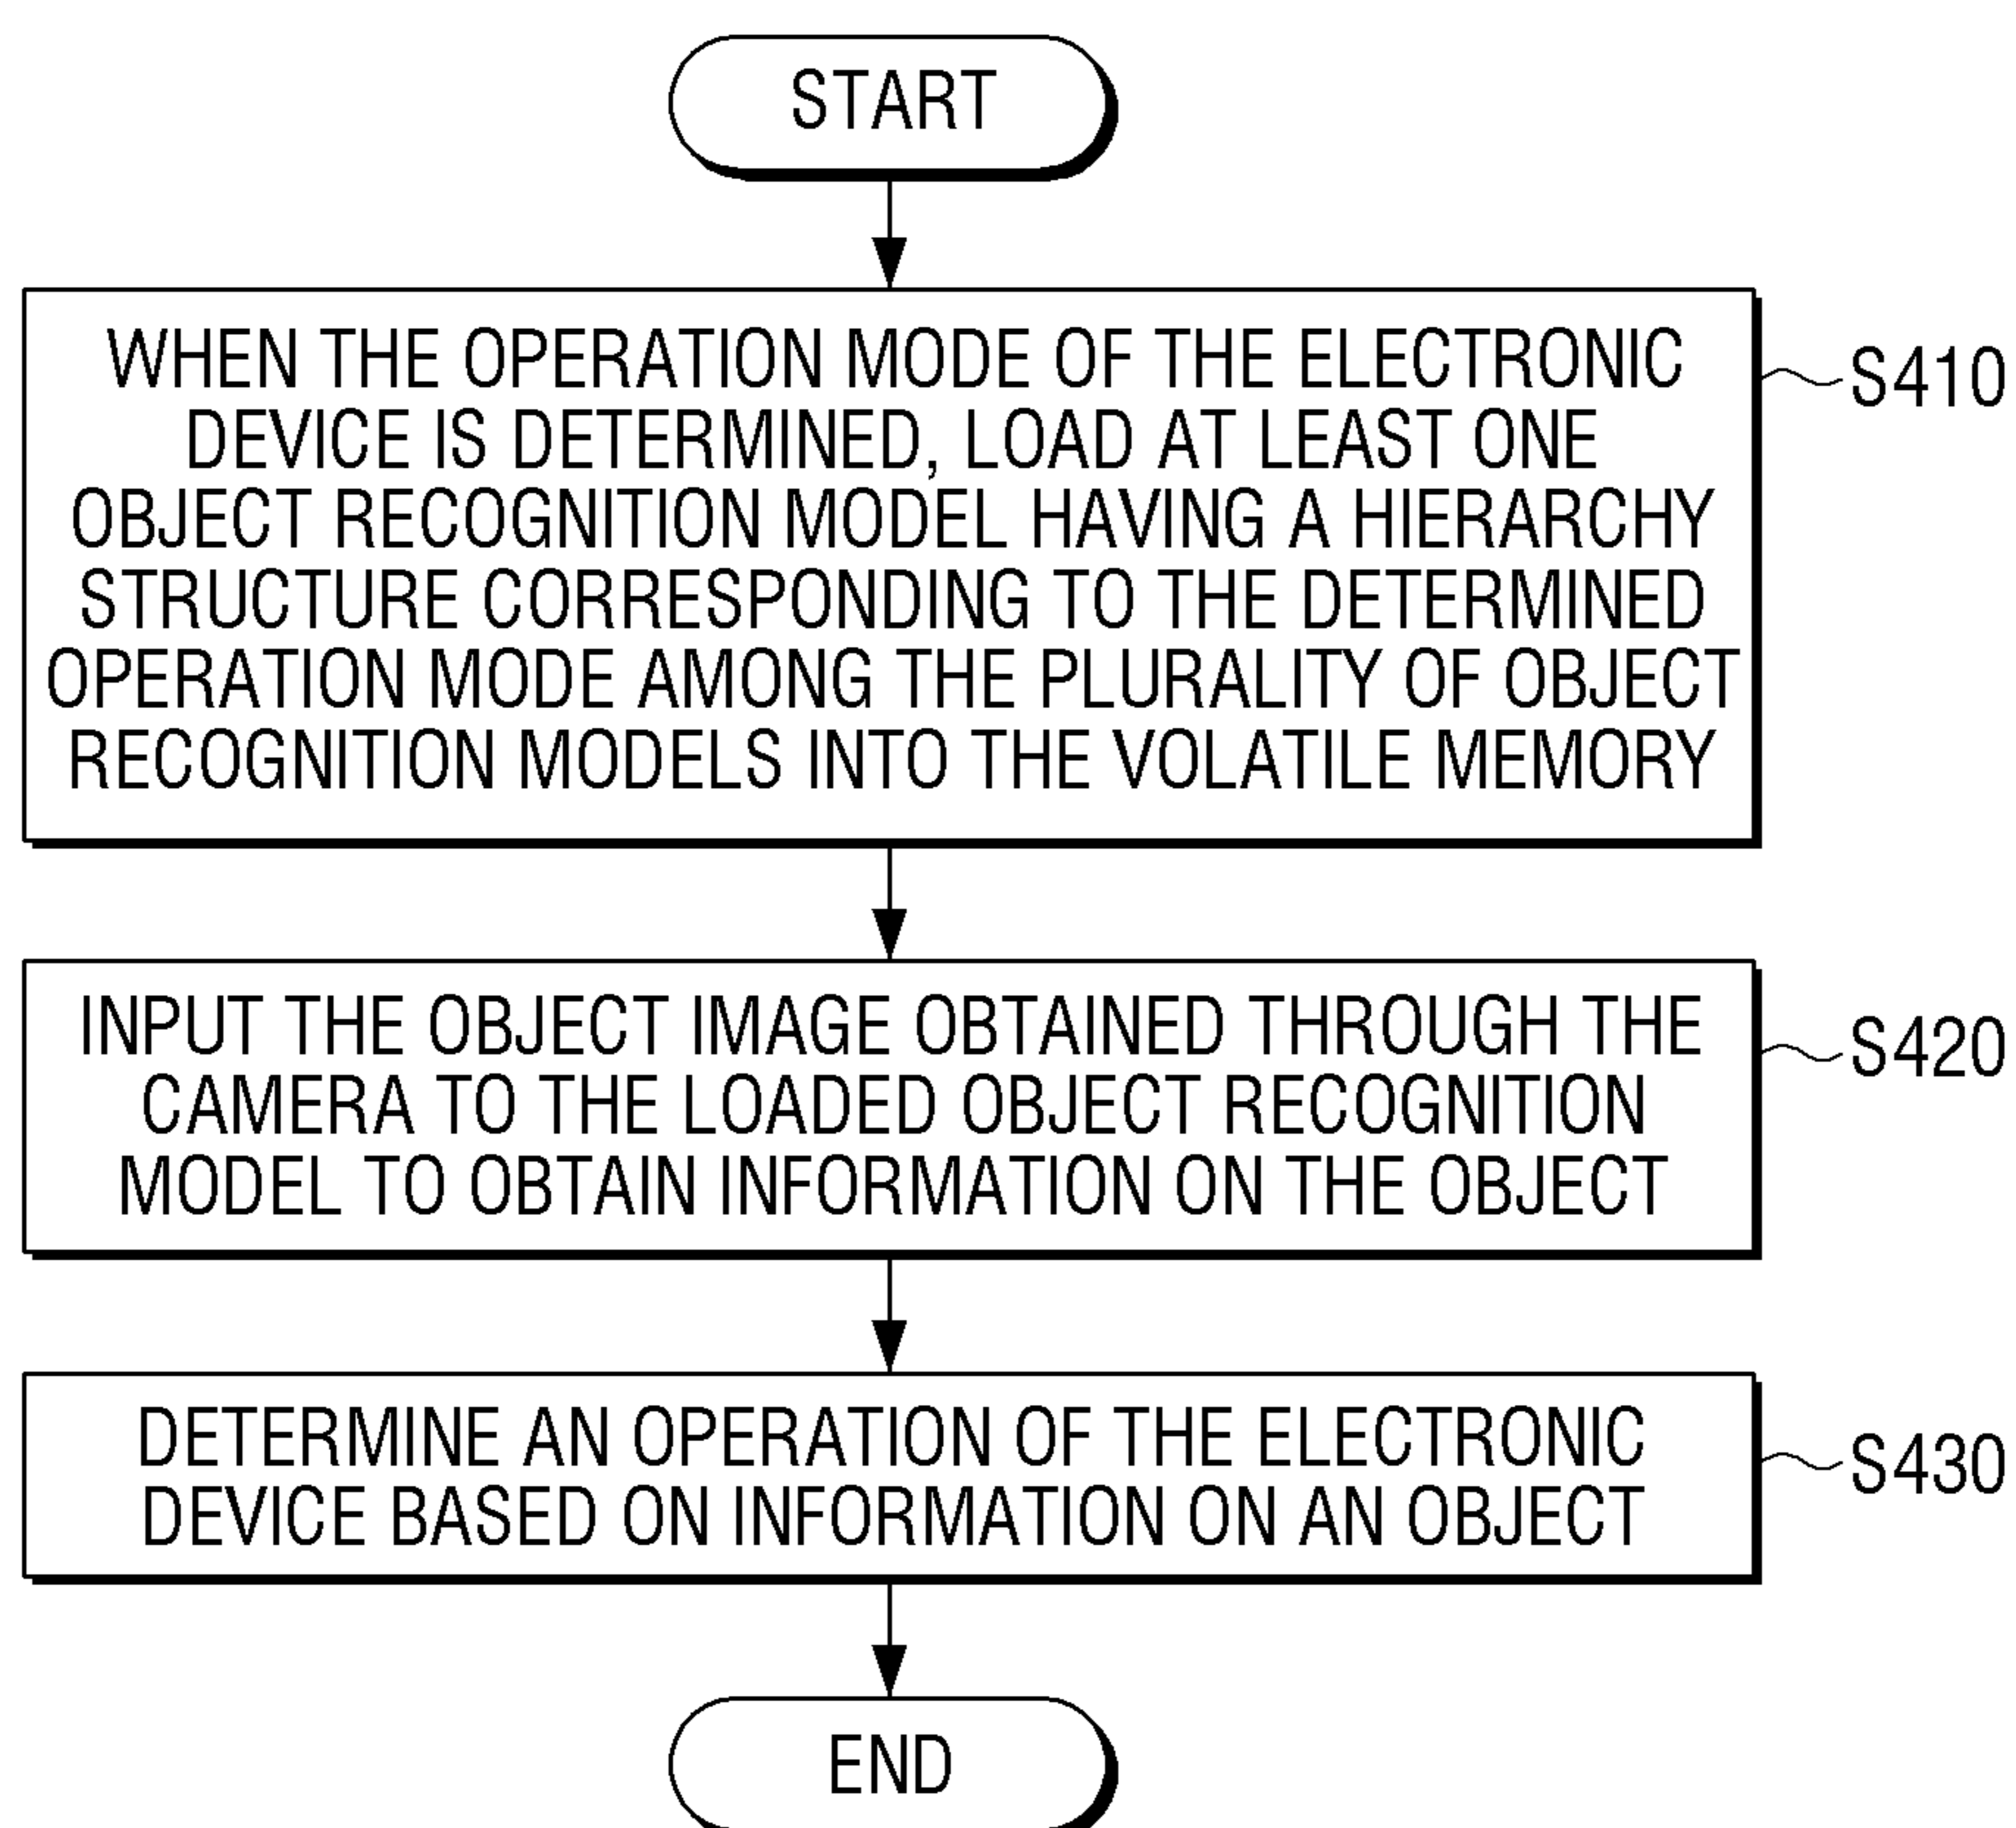 START
WHEN THE OPERATION MODE OF THE ELECTRONIC
DEVICE IS DETERMINED, LOAD AT LEAST ONE
OBJECT RECOGNITION MODEL HAVING A HIERARCHY
STRUCTURE CORRESPONDING TO THE DETERMINED
OPERATION MODE AMONG THE PLURALITY OF OBJECT
RECOGNITION MODELS INTO THE VOLATILE MEMORY
S410
INPUT THE OBJECT IMAGE OBTAINED THROUGH THE
CAMERA TO THE LOADED OBJECT RECOGNITION
MODEL TO OBTAIN INFORMATION ON THE OBJECT
S420
DETERMINE AN OPERATION OF THE ELECTRONIC
DEVICE BASED ON INFORMATION ON AN OBJECT
S430
END